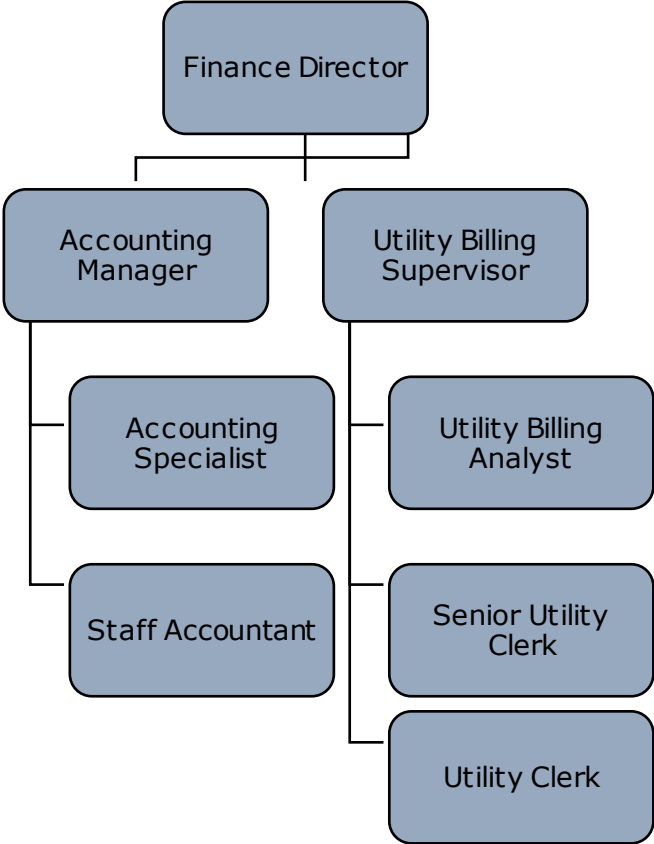 Finance Director
Accounting
Manager
Utility Billing
Supervisor
Accounting
Specialist
Utility Billing
Analyst
Staff Accountant
Senior Utility
Clerk
Utility Clerk